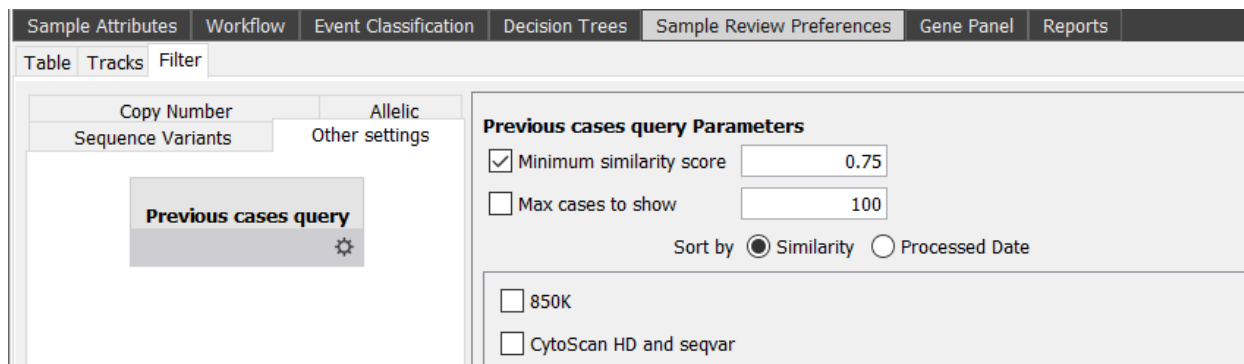 Sample Attributes Workflow Event Classification Decision Trees Sample Review Preferences Gene Panel Reports
Table Tracks Filter
Copy Number Allelic
Sequence Variants Other settings
Previous cases query
Previous cases query Parameters
Minimum similarity score 0.75
Max cases to show 100
Sort by Similarity Processed Date
850K
CytoScan HD and seqvar